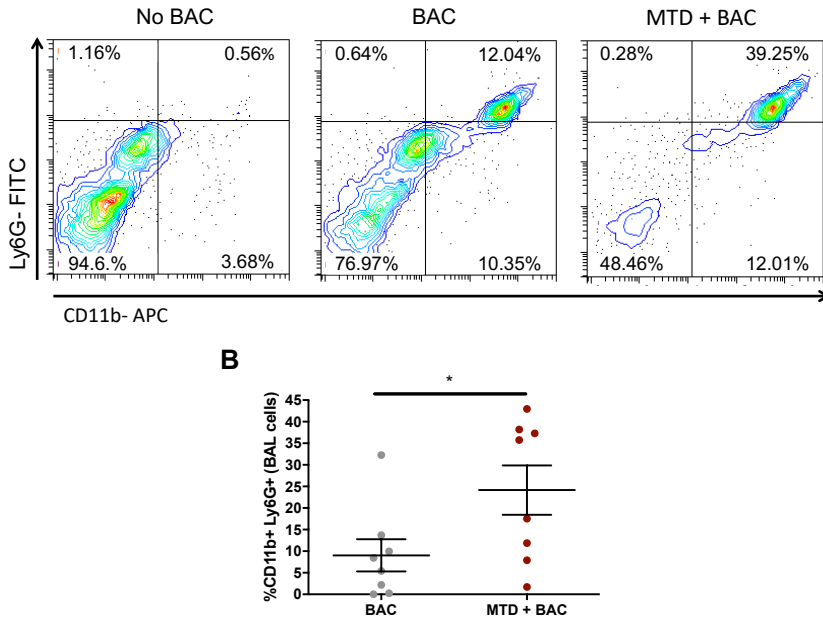 No BAC BAC MTD + BAC
1.16% 0.56% 0.64% 12.04% 0.28% 39.25%
Ly6G- FITC
94.6.% 3.68% 76.97% 10.35% 48.46% 12.01%
CD11b- APC
B
*
%CD11b+ Ly6G+ (BAL cells)
45
40
35
30
25
20
15
10
5
0
BAC MTD + BAC